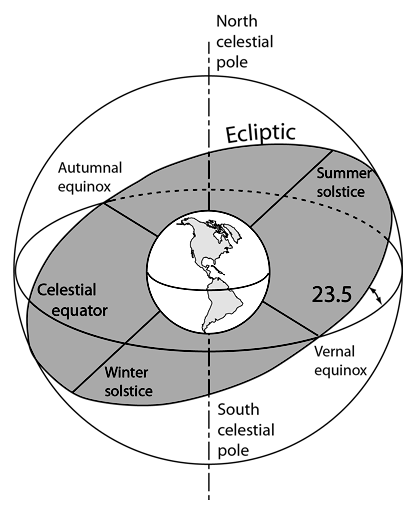 North
celestial
pole
Ecliptic
Autumnal
equinox
Summer
solstice
Celestial
equator
23.5
Vernal
equinox
Winter
solstice
South
celestial
pole